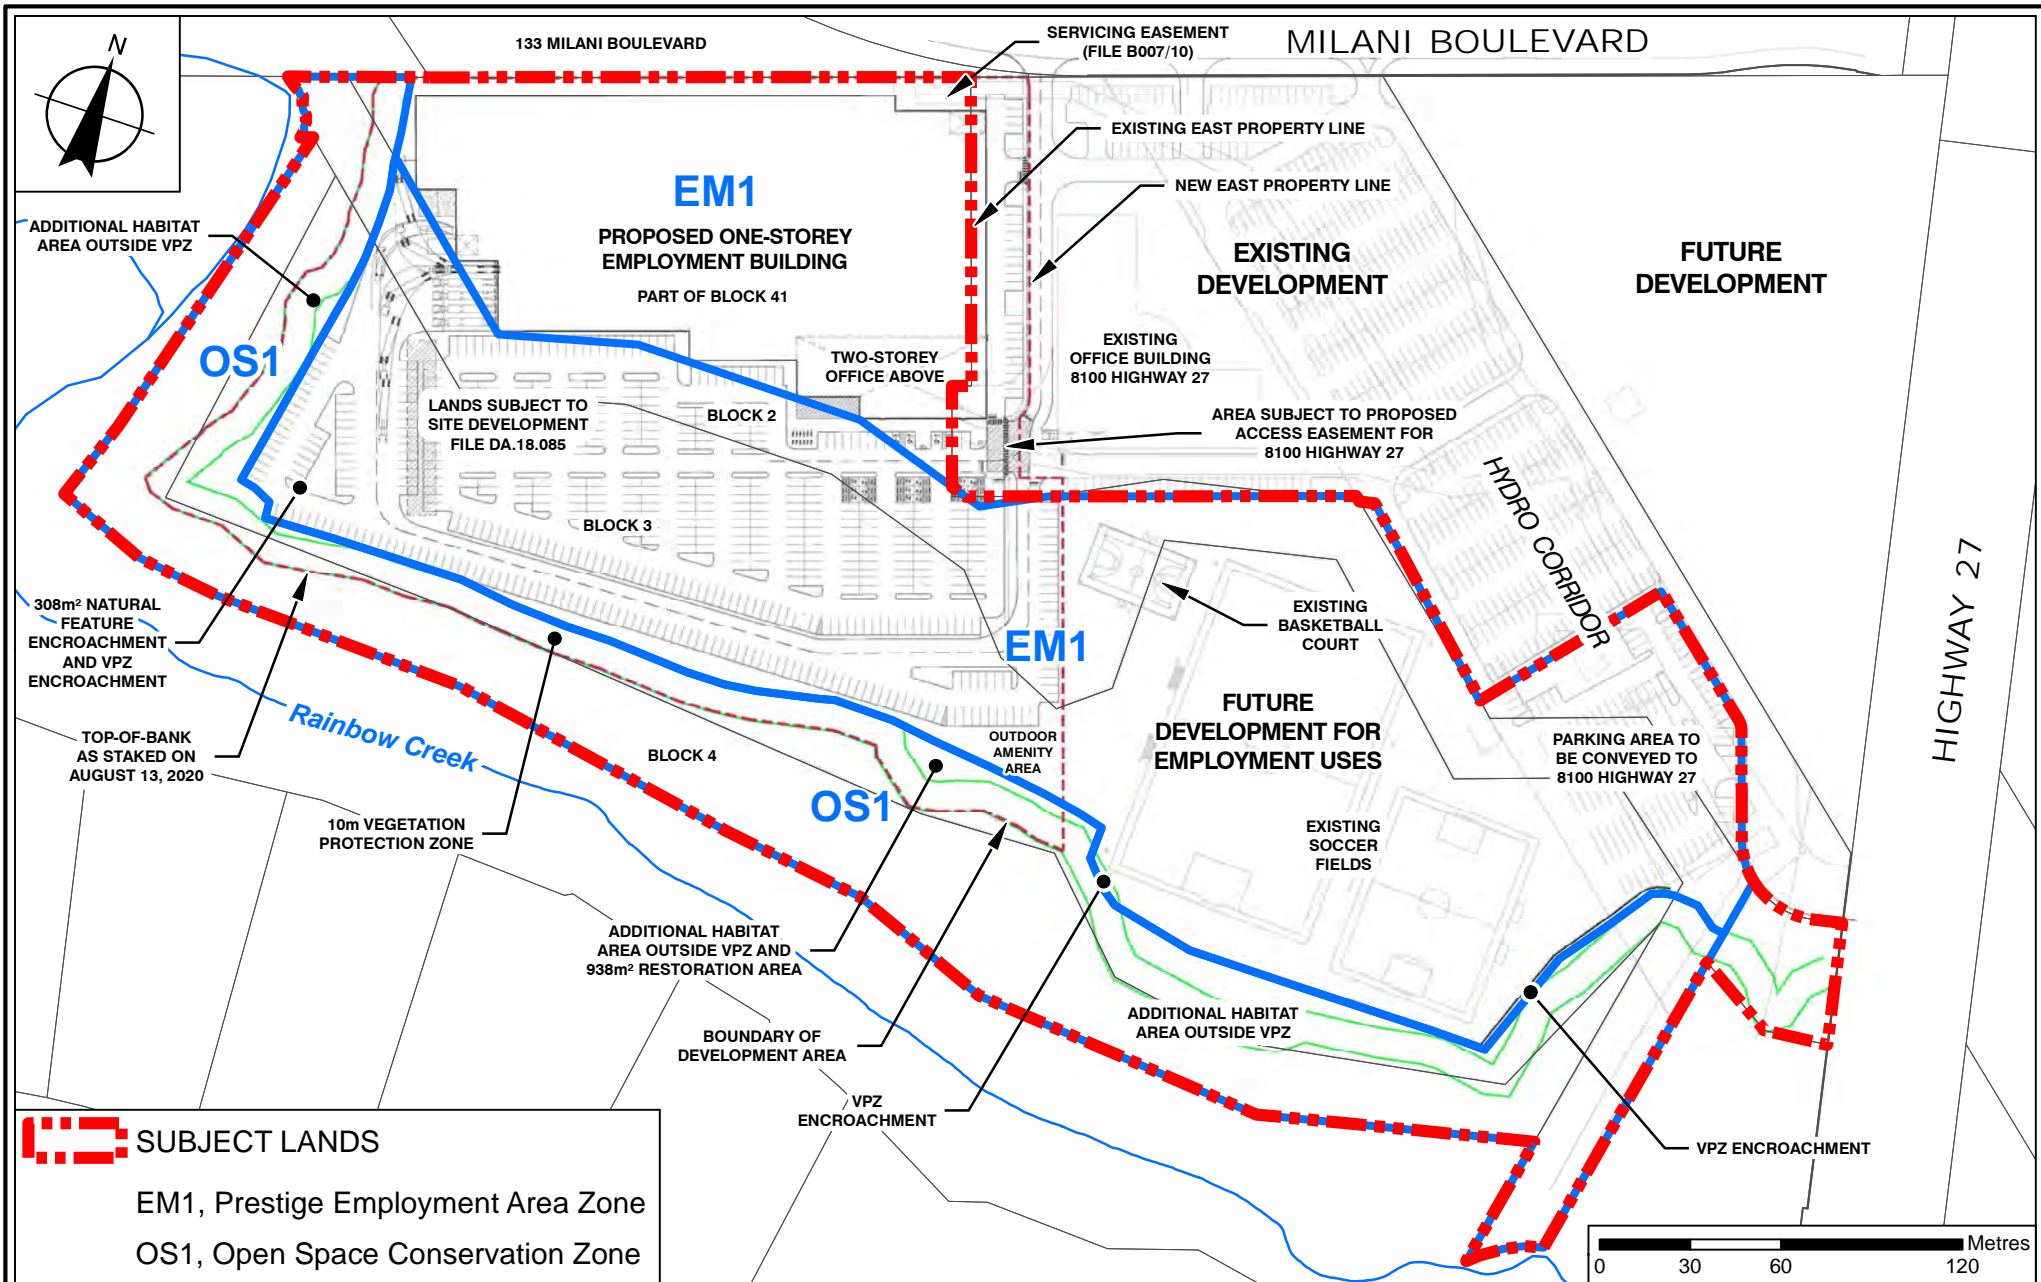 N
133 MILANI BOULEVARD
SERVICING EASEMENT
(FILE B007/10)
MILANI BOULEVARD
EXISTING EAST PROPERTY LINE
NEW EAST PROPERTY LINE
ADDITIONAL HABITAT
AREA OUTSIDE VPZ
EM1
PROPOSED ONE-STOREY
EMPLOYMENT BUILDING
PART OF BLOCK 41
EXISTING
DEVELOPMENT
FUTURE
DEVELOPMENT
OS1
TWO-STOREY
OFFICE ABOVE
EXISTING
OFFICE BUILDING
8100 HIGHWAY 27
LANDS SUBJECT TO
SITE DEVELOPMENT
FILE DA.18.085
BLOCK 2
AREA SUBJECT TO PROPOSED
ACCESS EASEMENT FOR
8100 HIGHWAY 27
HYDRO CORRIDOR
BLOCK 3
HIGHWAY 27
308m² NATURAL
FEATURE
ENCROACHMENT
AND VPZ
ENCROACHMENT
EXISTING
BASKETBALL
COURT
EM1
Rainbow Creek
TOP-OF-BANK
AS STAKED ON
AUGUST 13, 2020
BLOCK 4
OUTDOOR
AMENITY
AREA
FUTURE
DEVELOPMENT FOR
EMPLOYMENT USES
PARKING AREA TO
BE CONVEYED TO
8100 HIGHWAY 27
OS1
10m VEGETATION
PROTECTION ZONE
EXISTING
SOCCER
FIELDS
ADDITIONAL HABITAT
AREA OUTSIDE VPZ AND
938m² RESTORATION AREA
ADDITIONAL HABITAT
AREA OUTSIDE VPZ
BOUNDARY OF
DEVELOPMENT AREA
VPZ
ENCROACHMENT
VPZ ENCROACHMENT
SUBJECT LANDS
EM1, Prestige Employment Area Zone
OS1, Open Space Conservation Zone
Metres
0 30 60 120